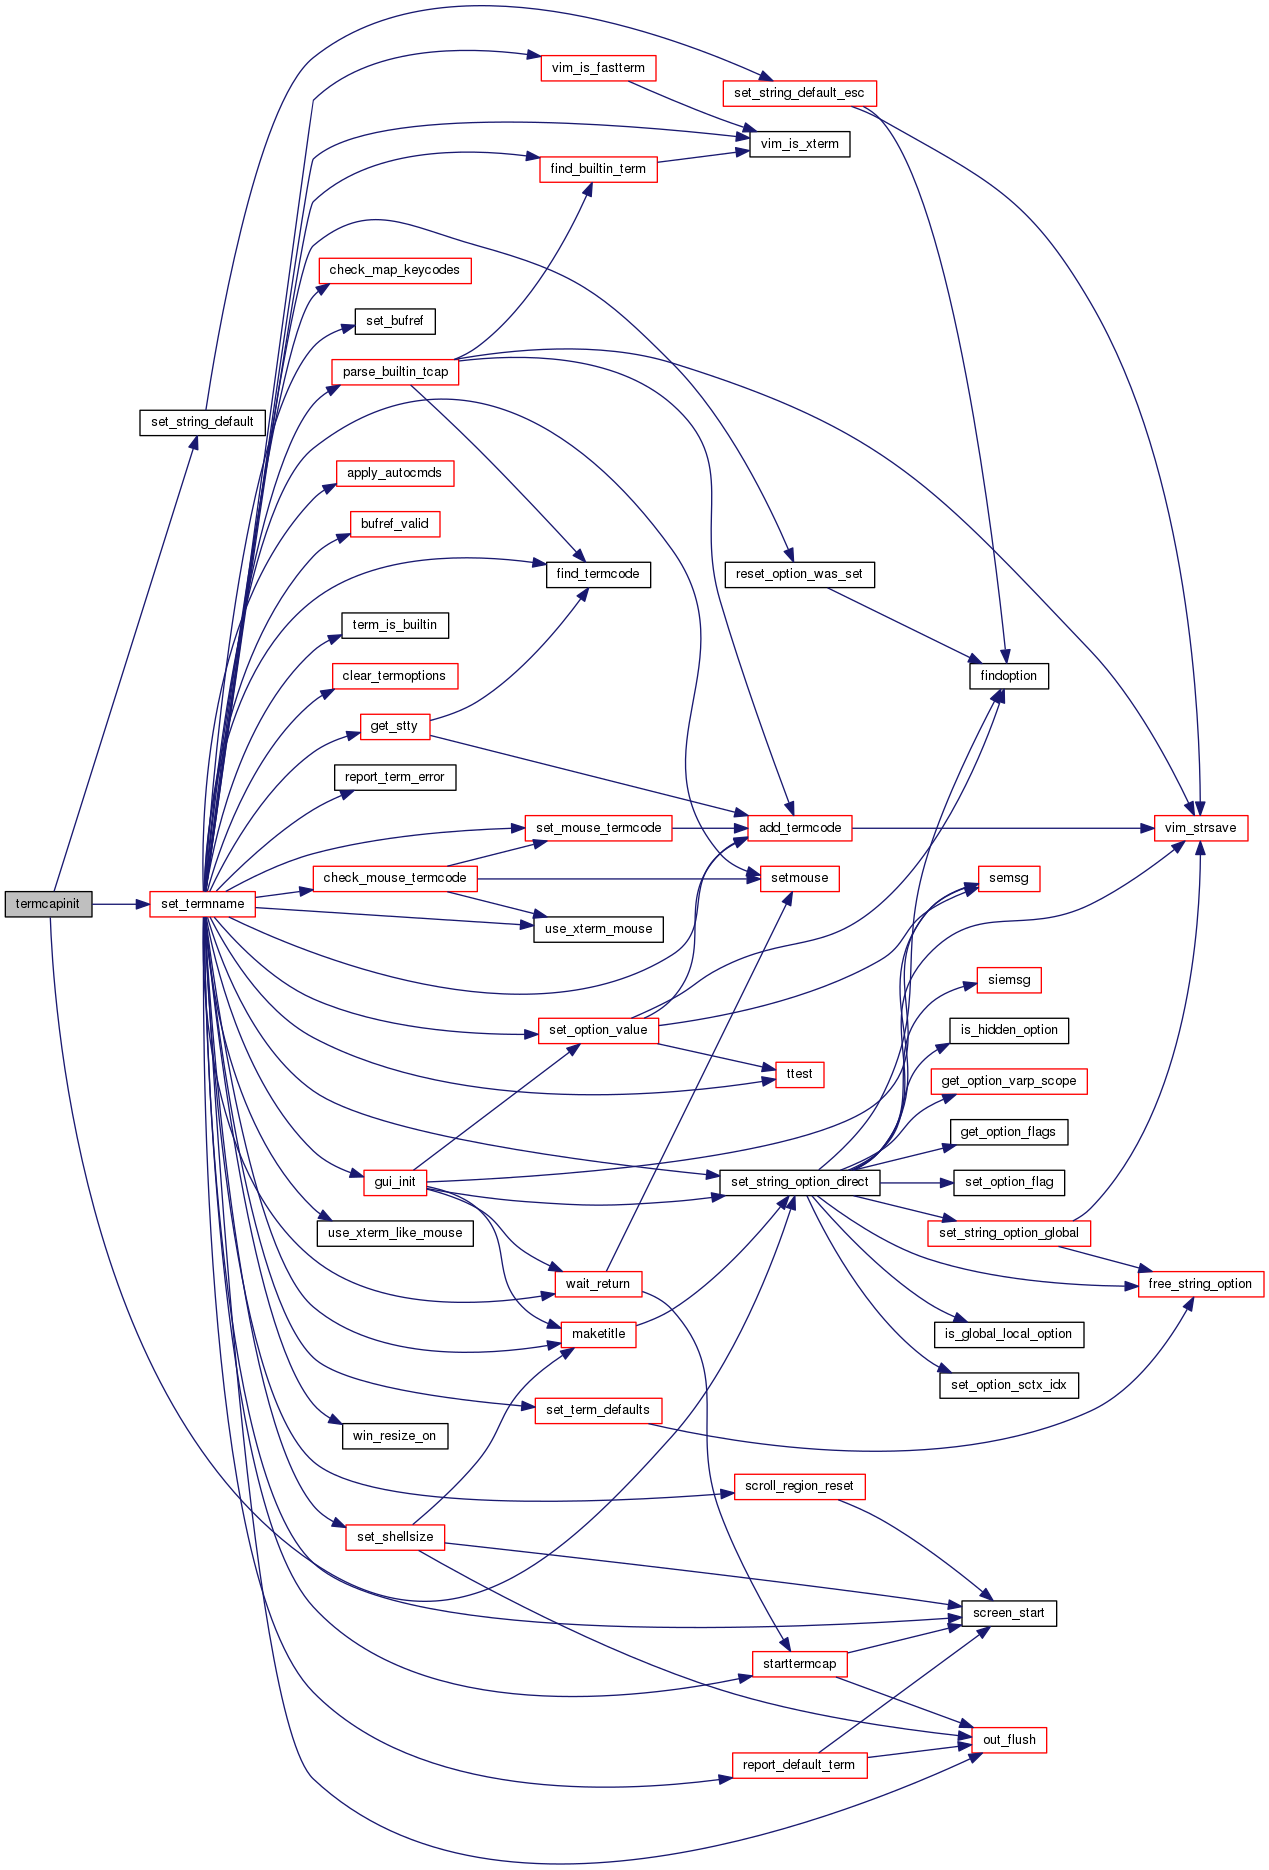 vim_is_fastterm
set_string_default_esc
vim_is_xterm
find_builtin_term
check_map_keycodes
set_bufref
parse_builtin_tcap
set_string_default
apply_autocmds
bufref_valid
find_termcode
reset_option_was_set
term_is_builtin
clear_termoptions
findoption
get_stty
report_term_error
set_mouse_termcode
add_termcode
vim_strsave
check_mouse_termcode
setmouse
semsg
termcapinit
set_termname
use_xterm_mouse
siemsg
set_option_value
is_hidden_option
ttest
get_option_varp_scope
get_option_flags
gui_init
set_string_option_direct
set_option_flag
use_xterm_like_mouse
set_string_option_global
wait_return
free_string_option
maketitle
is_global_local_option
set_option_sctx_idx
set_term_defaults
win_resize_on
scroll_region_reset
set_shellsize
screen_start
starttermcap
out_flush
report_default_term